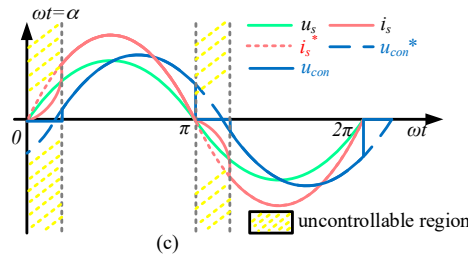 ωt=α
u_s i_s
i_s* u_con*
u_con
0 π 2π ωt
uncontrollable region
(c)